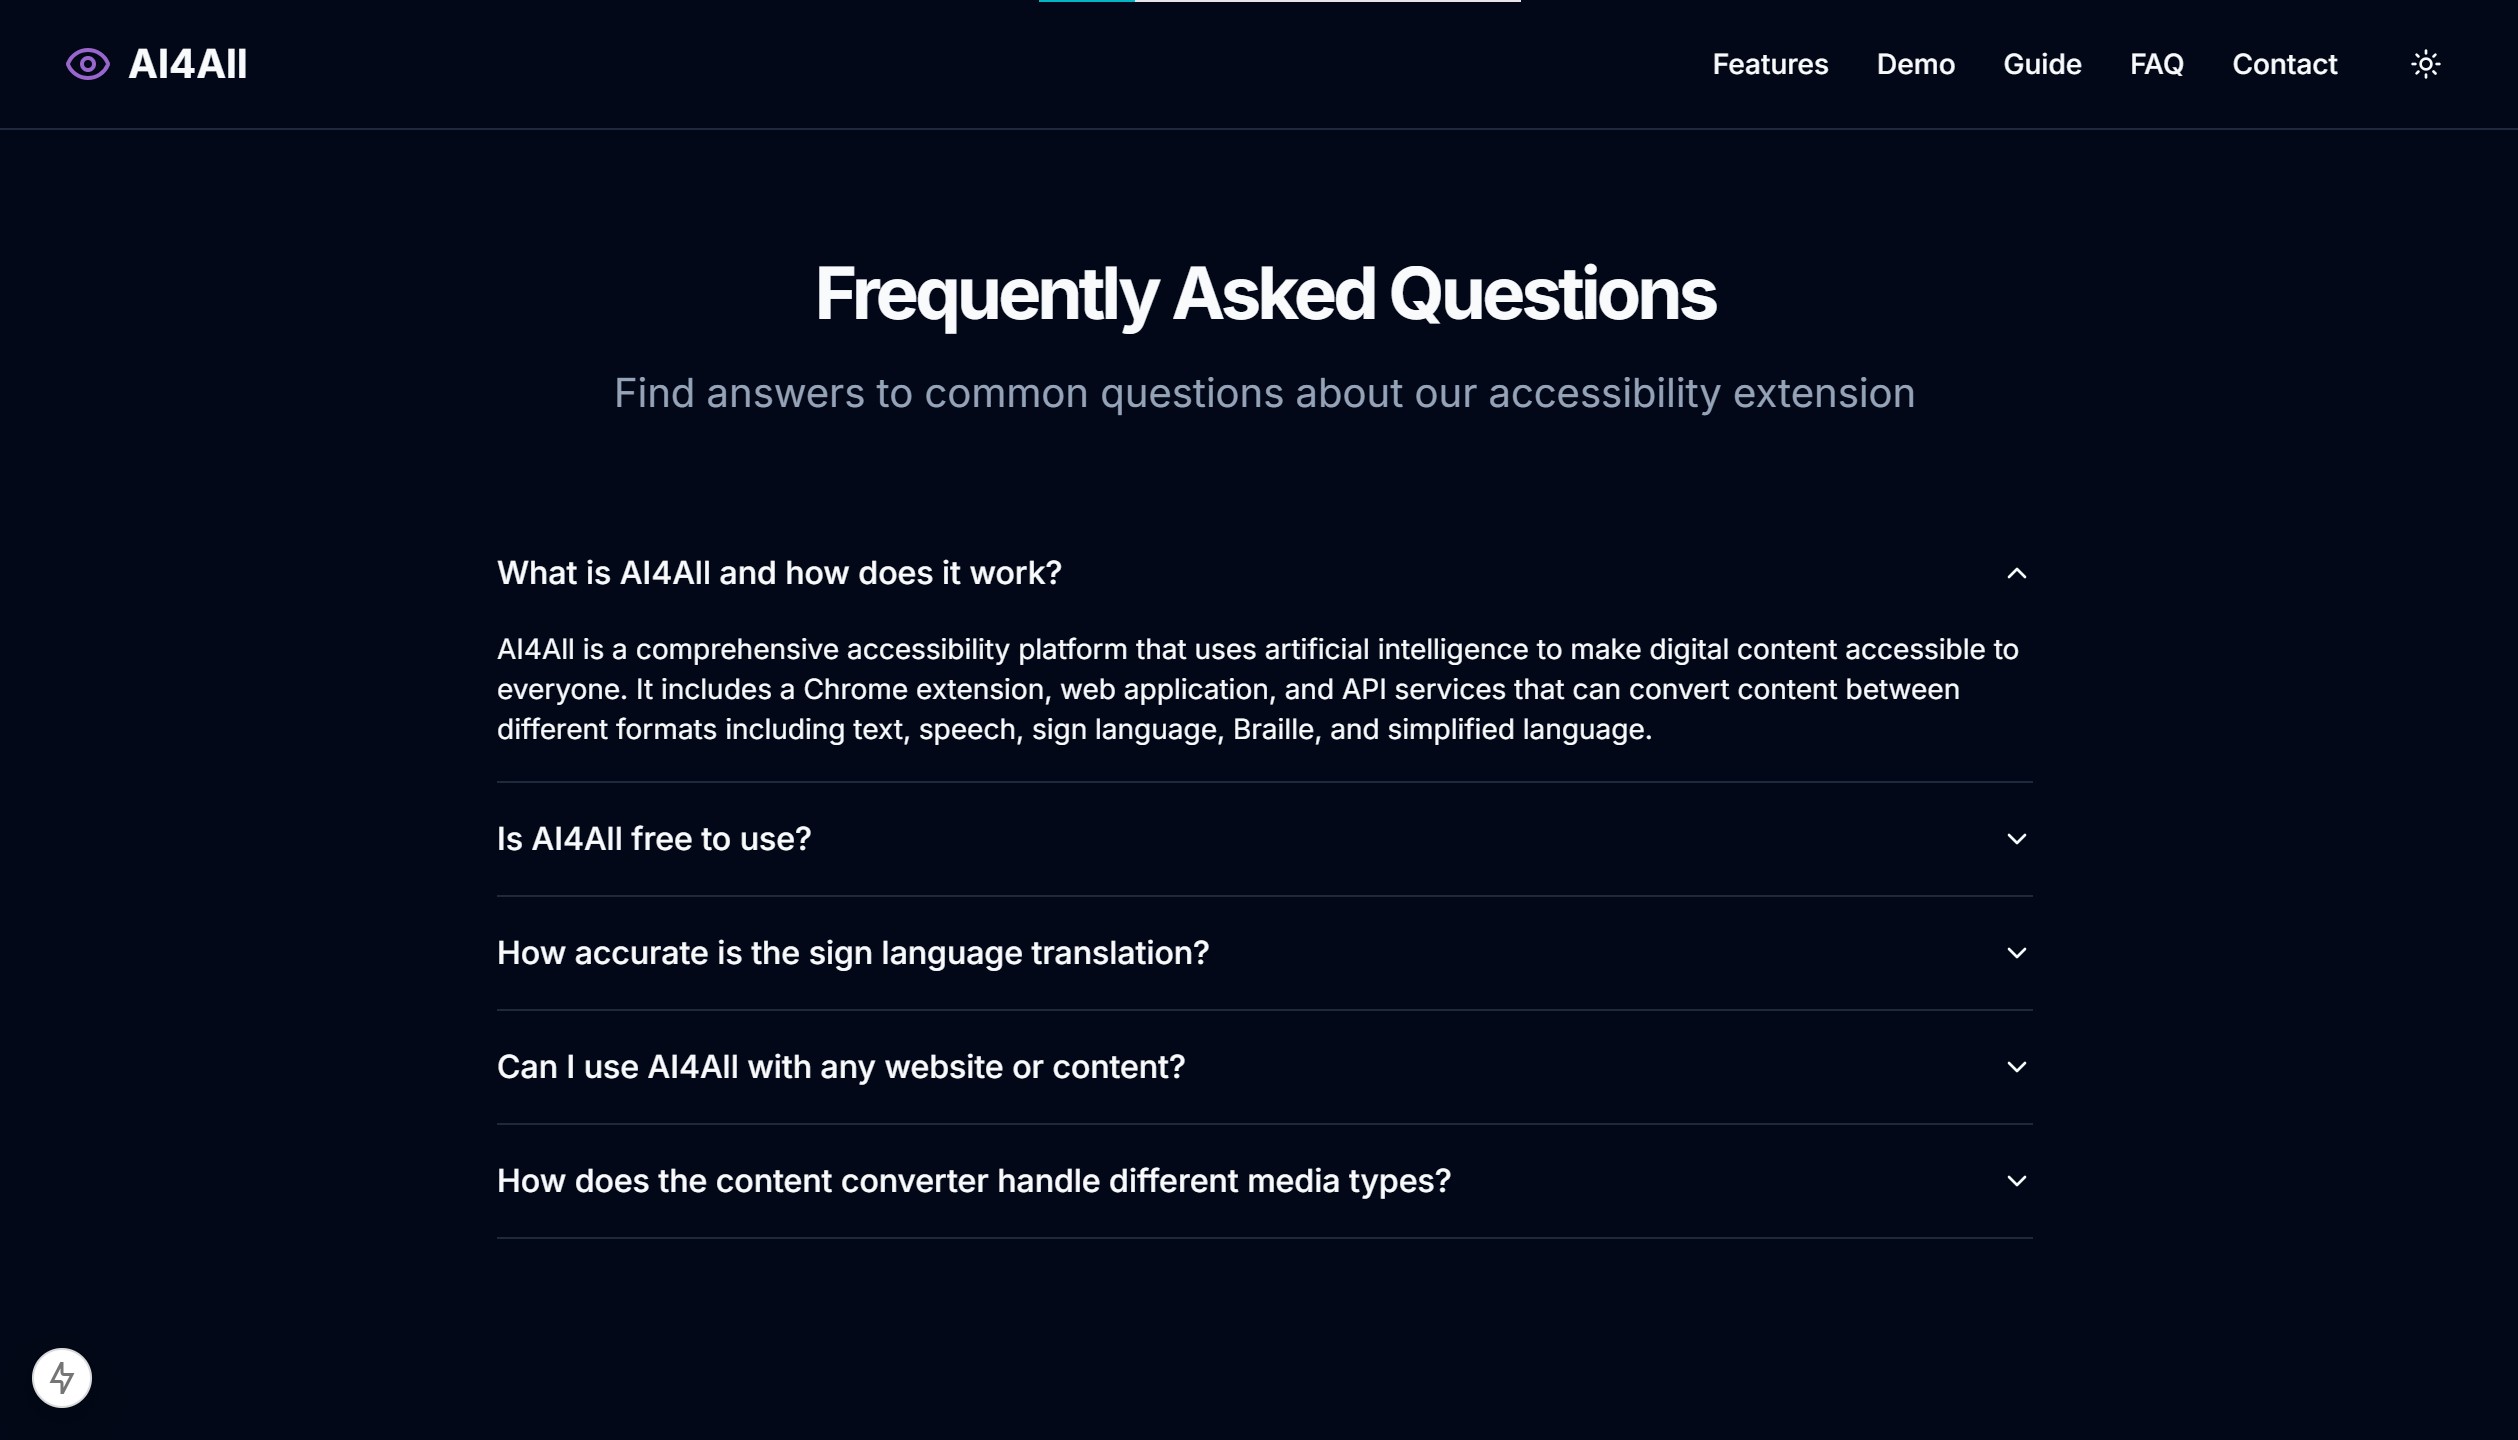 AI4All
Features
Demo
Guide
FAQ
Contact
Frequently Asked Questions
Find answers to common questions about our accessibility extension
What is AI4All and how does it work?
AI4All is a comprehensive accessibility platform that uses artificial intelligence to make digital content accessible to
everyone. It includes a Chrome extension, web application, and API services that can convert content between
different formats including text, speech, sign language, Braille, and simplified language.
Is AI4All free to use?
How accurate is the sign language translation?
Can I use AI4All with any website or content?
How does the content converter handle different media types?